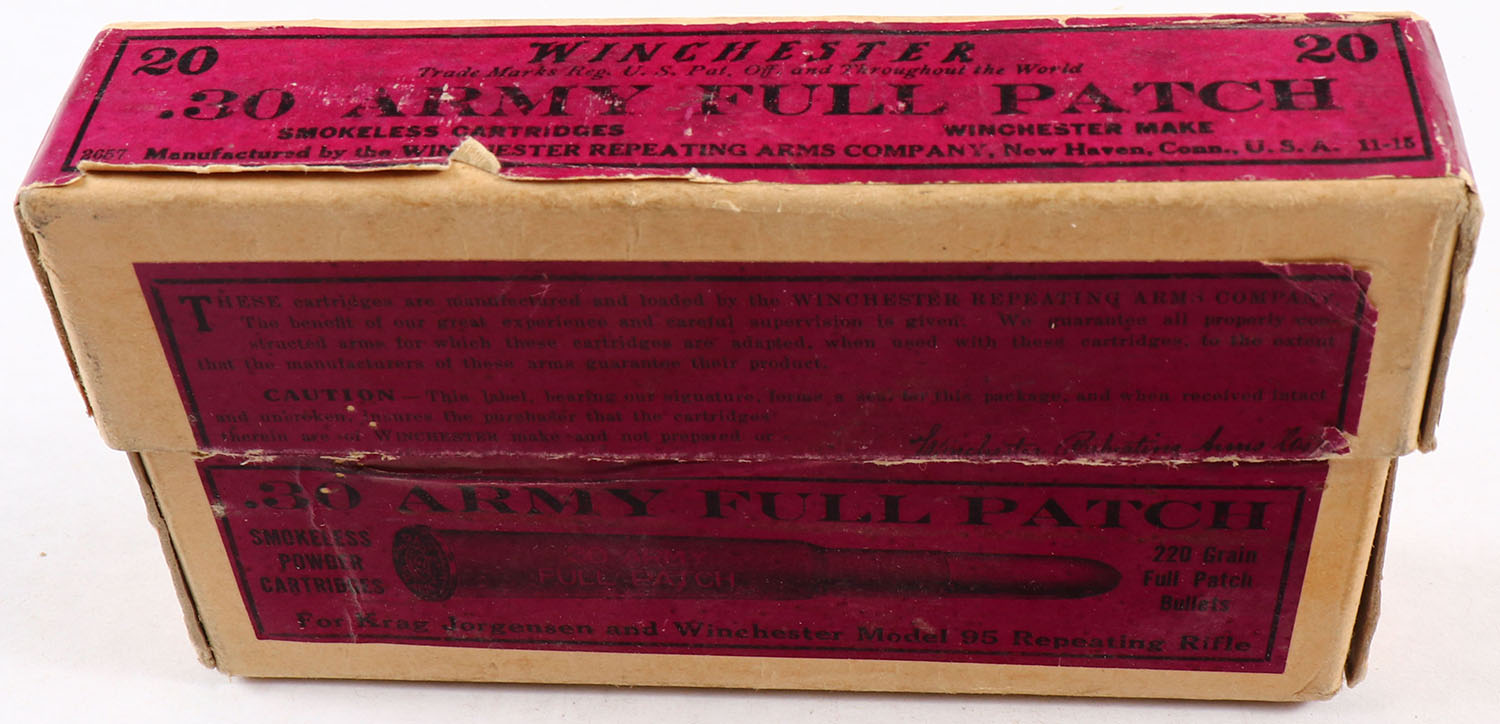 20 WINCHESTER 20
Trade Marks Reg. U. S. Pat. Off. and Throughout the World
.30 ARMY FULL PATCH
SMOKELESS CARTRIDGES WINCHESTER MAKE
2657 Manufactured by the WINCHESTER REPEATING ARMS COMPANY, New Haven, Conn., U. S. A. 11-15
THESE cartridges are manufactured and loaded by the WINCHESTER REPEATING ARMS COMPANY.
The benefit of our great experience and careful supervision is given. We guarantee all properly con-
structed arms for which these cartridges are adapted, when used with these cartridges, to the extent
that the manufacturers of these arms guarantee their product.
CAUTION — This label, bearing our signature, forms a seal for this package, and when received intact
and unbroken, insures the purchaser that the cartridges
therein are of WINCHESTER make and not prepared or
Winchester Repeating Arms Co.
.30 ARMY FULL PATCH
SMOKELESS
POWDER
CARTRIDGES
FULL PATCH
220 Grain
Full Patch
Bullets
For Krag Jorgensen and Winchester Model 95 Repeating Rifle